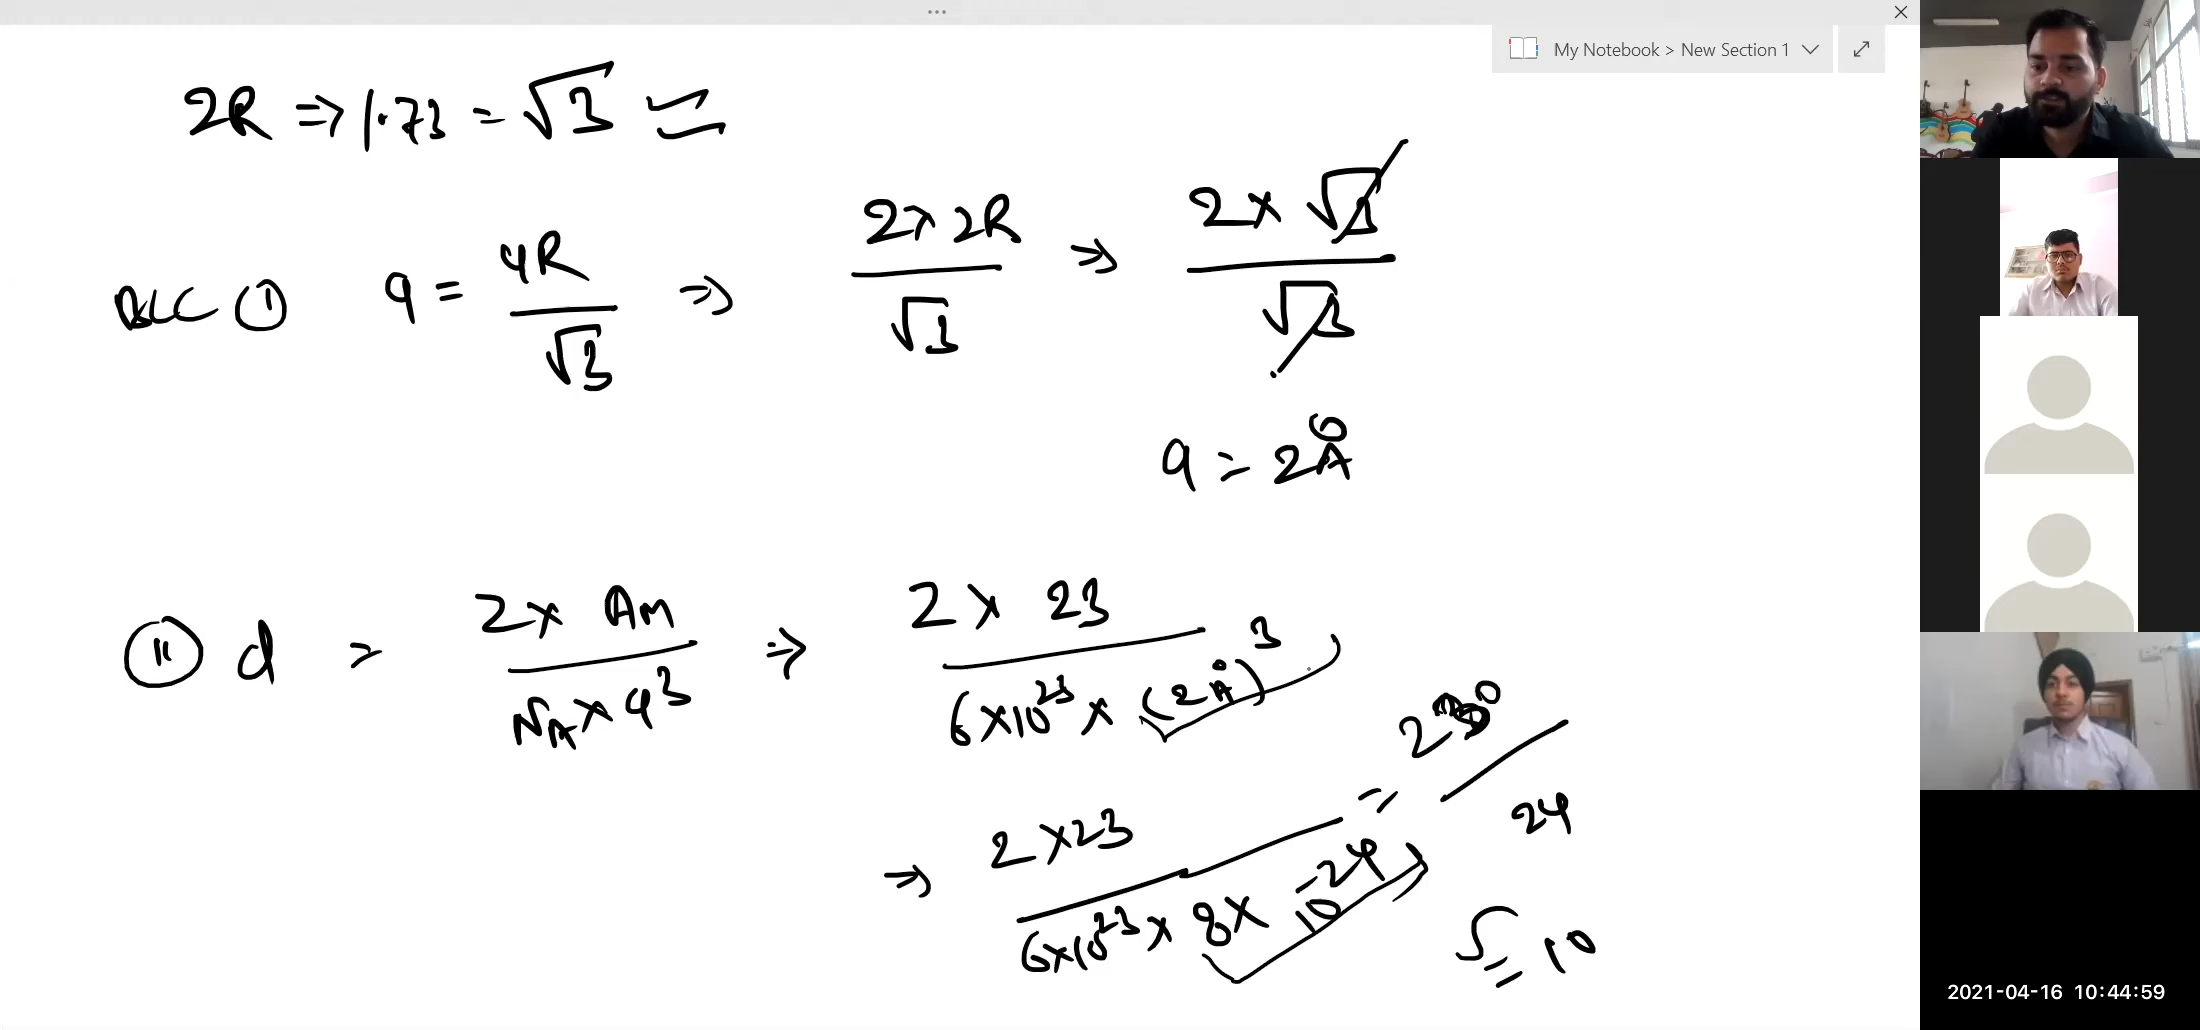 My Notebook > New Section 1
2R ⇒ 1.73 = √3
BCC ① a = 4R/√3 ⇒ 2×2R/√3 ⇒ 2×√3/√3
a = 2Å
⑪ d = 2× AM/NA×a³ ⇒ 2 × 23/6×10²³ × (2Å)³
⇒ 2×23/6×10²³ × 8× 10⁻²⁴ = 230/24
≈ 10
2021-04-16 10:44:59